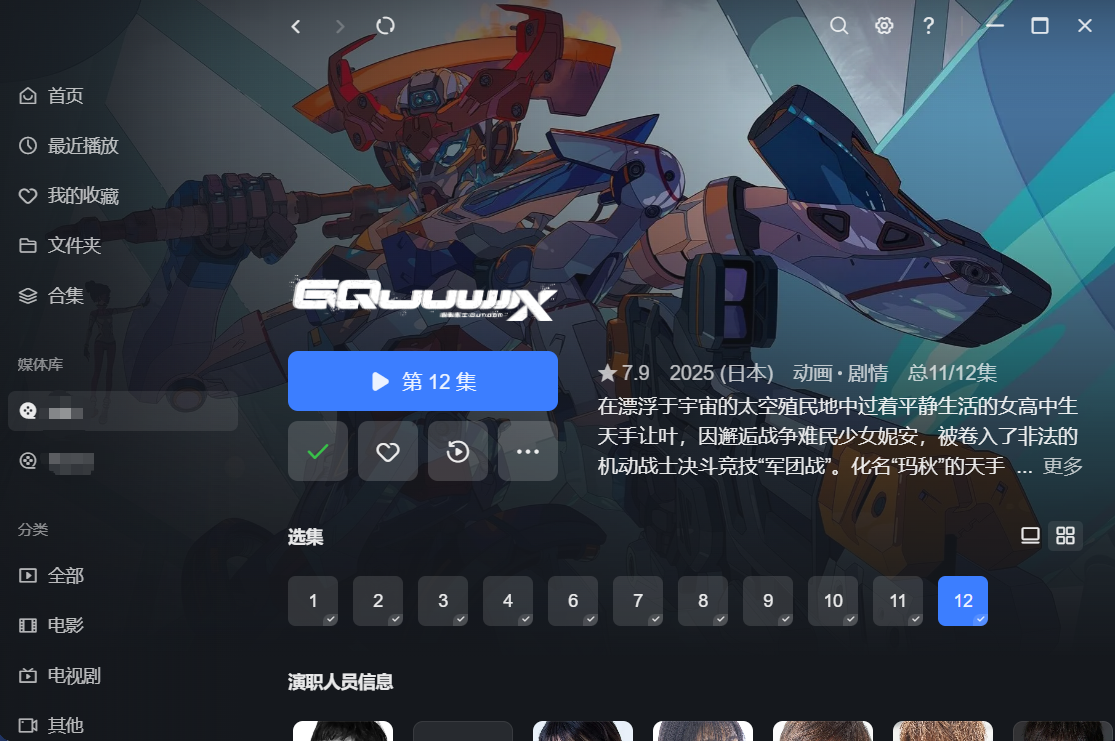 首页
最近播放
我的收藏
文件夹
合集
媒体库
分类
全部
电影
电视剧
其他
?
GQuuuuuuX
第 12 集
7.9 2025 (日本) 动画 · 剧情 总11/12集
在漂浮于宇宙的太空殖民地中过着平静生活的女高中生
天手让叶，因邂逅战争难民少女妮安，被卷入了非法的
机动战士决斗竞技“军团战”。化名“玛秋”的天手 ... 更多
选集
1 2 3 4 6 7 8 9 10 11 12
演职人员信息